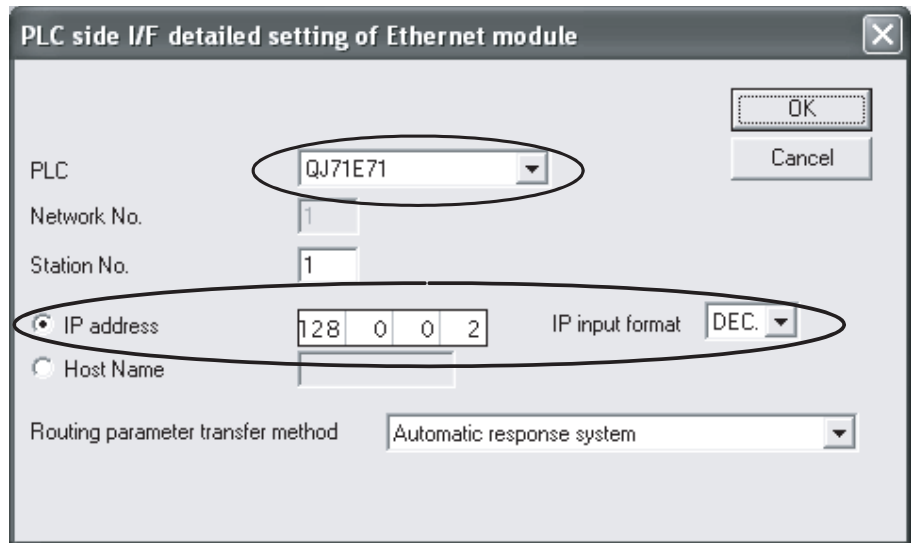 PLC side I/F detailed setting of Ethernet module
OK
PLC QJ71E71 Cancel
Network No. 1
Station No. 1
IP address 128 0 0 2 IP input format DEC.
Host Name
Routing parameter transfer method Automatic response system